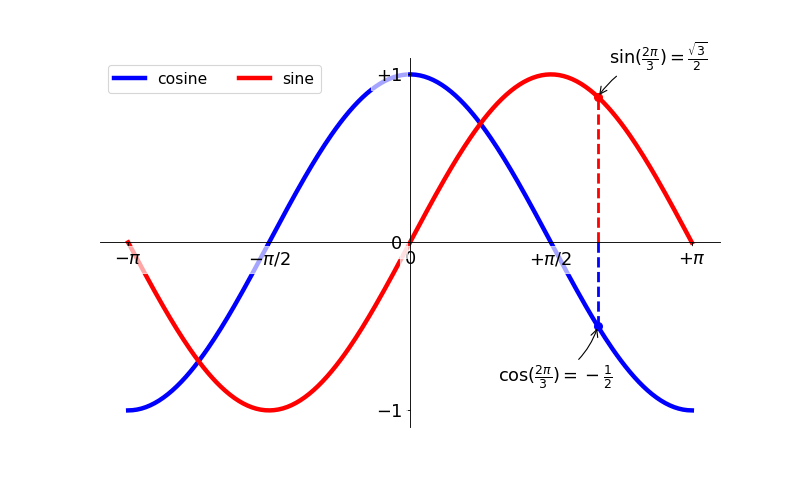 sin(2π/3) = √3/2
cosine sine
+1
0
−π −π/2 0 +π/2 +π
cos(2π/3) = −1/2
−1